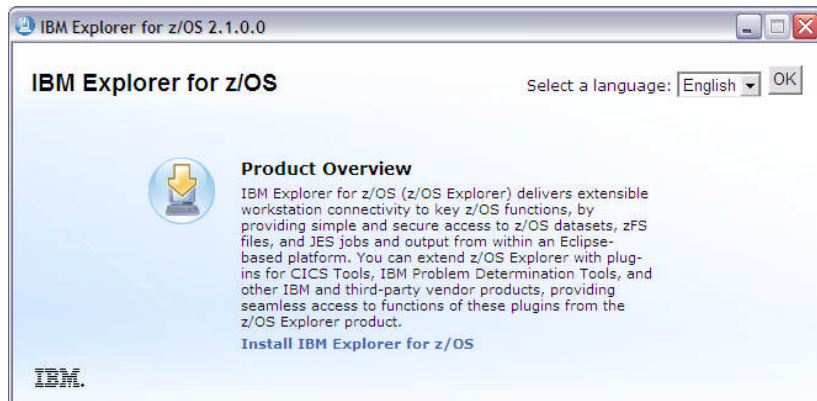 IBM Explorer for z/OS 2.1.0.0
IBM Explorer for z/OS
Select a language: English OK
Product Overview
IBM Explorer for z/OS (z/OS Explorer) delivers extensible
workstation connectivity to key z/OS functions, by
providing simple and secure access to z/OS datasets, zFS
files, and JES jobs and output from within an Eclipse-
based platform. You can extend z/OS Explorer with plug-
ins for CICS Tools, IBM Problem Determination Tools, and
other IBM and third-party vendor products, providing
seamless access to functions of these plugins from the
z/OS Explorer product.
Install IBM Explorer for z/OS
IBM.